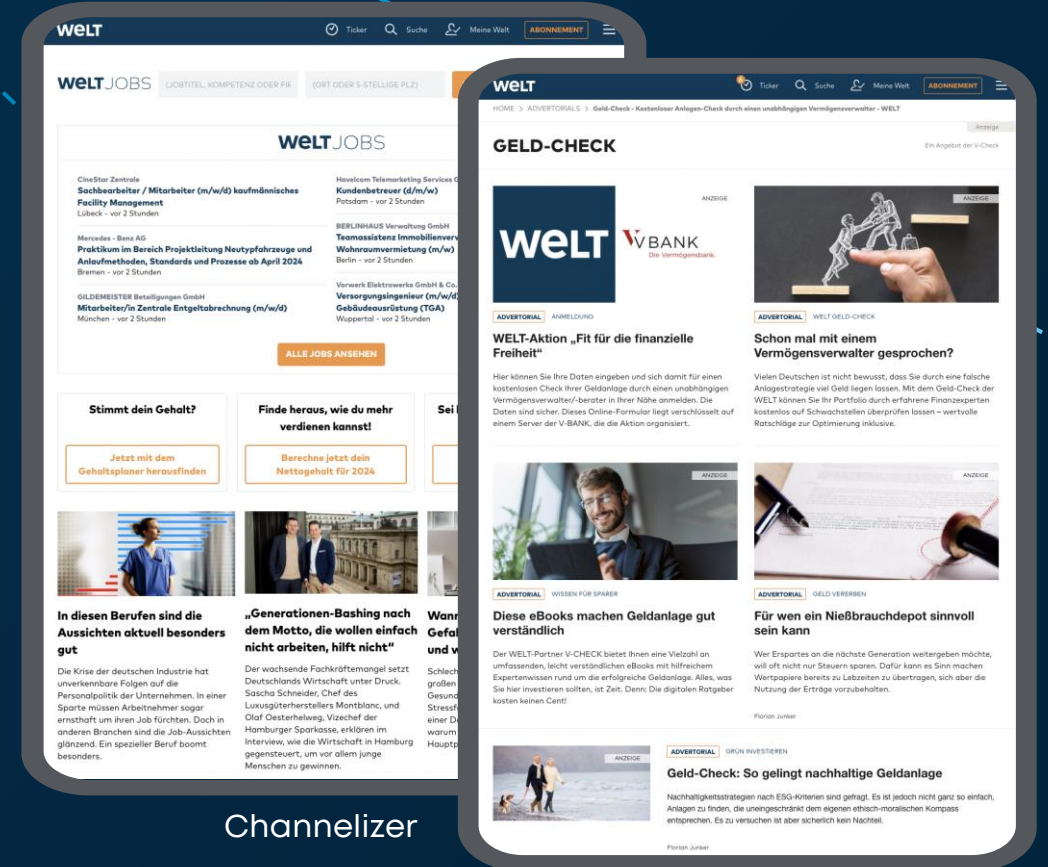 WELT
Ticker
Suche
Meine Welt
ABONNEMENT
WELTJOBS
(JOBTITEL, KOMPETENZ ODER FIR
(ORT ODER 5-STELLIGE PLZ)
WELTJOBS
CineStar Zentrale
Sachbearbeiter / Mitarbeiter (m/w/d) kaufmännisches
Facility Management
Lübeck - vor 2 Stunden
Mercedes - Benz AG
Praktikum im Bereich Projektleitung Neutypfahrzeuge und
Anlaufmethoden, Standards und Prozesse ab April 2024
Bremen - vor 2 Stunden
GILDEMEISTER Beteiligungen GmbH
Mitarbeiter/in Zentrale Entgeltabrechnung (m/w/d)
München - vor 2 Stunden
Havelcom Telemarketing Services G
Kundenbetreuer (d/m/w)
Potsdam - vor 2 Stunden
BERLINHAUS Verwaltung GmbH
Teamassistenz Immobilienverv
Wohnraumvermietung (m/w)
Berlin - vor 2 Stunden
Vorwerk Elektrowerke GmbH & Co.
Versorgungsingenieur (m/w/d)
Gebäudeausrüstung (TGA)
Wuppertal - vor 2 Stunden
ALLE JOBS ANSEHEN
Stimmt dein Gehalt?
Jetzt mit dem
Gehaltsplaner herausfinden
Finde heraus, wie du mehr
verdienen kannst!
Berechne jetzt dein
Nettogehalt für 2024
In diesen Berufen sind die
Aussichten aktuell besonders
gut
Die Krise der deutschen Industrie hat
unverkennbare Folgen auf die
Personalpolitik der Unternehmen. In einer
Sparte müssen Arbeitnehmer sogar
ernsthaft um ihren Job fürchten. Doch in
anderen Branchen sind die Job-Aussichten
glänzend. Ein spezieller Beruf boomt
besonders.
„Generationen-Bashing nach
dem Motto, die wollen einfach
nicht arbeiten, hilft nicht“
Der wachsende Fachkräftemangel setzt
Deutschlands Wirtschaft unter Druck.
Sascha Schneider, Chef des
Luxusgüterherstellers Montblanc, und
Olaf Oesterhelweg, Vizechef der
Hamburger Sparkasse, erklären im
Interview, wie die Wirtschaft in Hamburg
gegensteuert, um vor allem junge
Menschen zu gewinnen.
Channelizer
WELT
6
Ticker
Suche
Meine Welt
ABONNEMENT
HOME > ADVERTORIALS > Geld-Check - Kostenloser Anlagen-Check durch einen unabhängigen Vermögensverwalter - WELT
Anzeige
GELD-CHECK
Ein Angebot der V-Check
WELT
ANZEIGE
VBANK
Die Vermögensbank.
ADVERTORIAL ANMELDUNG
WELT-Aktion „Fit für die finanzielle
Freiheit“
Hier können Sie Ihre Daten eingeben und sich damit für einen
kostenlosen Check Ihrer Geldanlage durch einen unabhängigen
Vermögensverwalter/-berater in Ihrer Nähe anmelden. Die
Daten sind sicher. Dieses Online-Formular liegt verschlüsselt auf
einem Server der V-BANK, die die Aktion organisiert.
ANZEIGE
ADVERTORIAL WELT GELD-CHECK
Schon mal mit einem
Vermögensverwalter gesprochen?
Vielen Deutschen ist nicht bewusst, dass Sie durch eine falsche
Anlagestrategie viel Geld liegen lassen. Mit dem Geld-Check der
WELT können Sie Ihr Portfolio durch erfahrene Finanzexperten
kostenlos auf Schwachstellen überprüfen lassen – wertvolle
Ratschläge zur Optimierung inklusive.
ANZEIGE
ADVERTORIAL WISSEN FÜR SPARER
Diese eBooks machen Geldanlage gut
verständlich
Der WELT-Partner V-CHECK bietet Ihnen eine Vielzahl an
umfassenden, leicht verständlichen eBooks mit hilfreichem
Expertenwissen rund um die erfolgreiche Geldanlage. Alles, was
Sie hier investieren sollten, ist Zeit. Denn: Die digitalen Ratgeber
kosten keinen Cent!
ANZEIGE
ADVERTORIAL GELD VERERBEN
Für wen ein Nießbrauchdepot sinnvoll
sein kann
Wer Erspartes an die nächste Generation weitergeben möchte,
will oft nicht nur Steuern sparen. Dafür kann es Sinn machen
Wertpapiere bereits zu Lebzeiten zu übertragen, sich aber die
Nutzung der Erträge vorzubehalten.
Florian Junker
ANZEIGE
ADVERTORIAL GRÜN INVESTIEREN
Geld-Check: So gelingt nachhaltige Geldanlage
Nachhaltigkeitsstrategien nach ESG-Kriterien sind gefragt. Es ist jedoch nicht ganz so einfach,
Anlagen zu finden, die uneingeschränkt dem eigenen ethisch-moralischen Kompass
entsprechen. Es zu versuchen ist aber sicherlich kein Nachteil.
Florian Junker